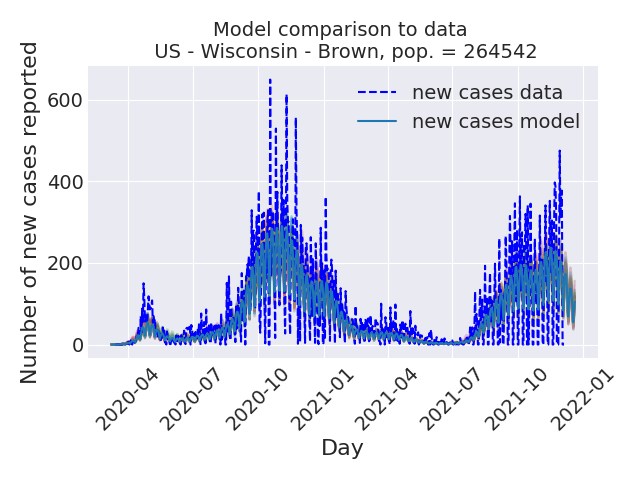 Model comparison to data
US - Wisconsin - Brown, pop. = 264542
Number of new cases reported
600
400
200
0
new cases data
new cases model
2020-04
2020-07
2020-10
2021-01
2021-04
2021-07
2021-10
2022-01
Day